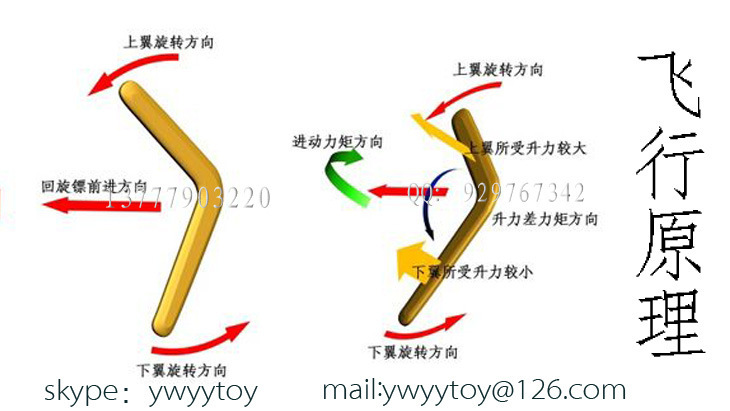 上翼旋转方向
回旋镖前进方向
13777903220
下翼旋转方向
上翼旋转方向
进动力矩方向
上翼所受升力较大
QQ: 929767342
升力差力矩方向
下翼所受升力较小
下翼旋转方向
飞行原理
skype: ywyytoy
mail:ywyytoy@126.com